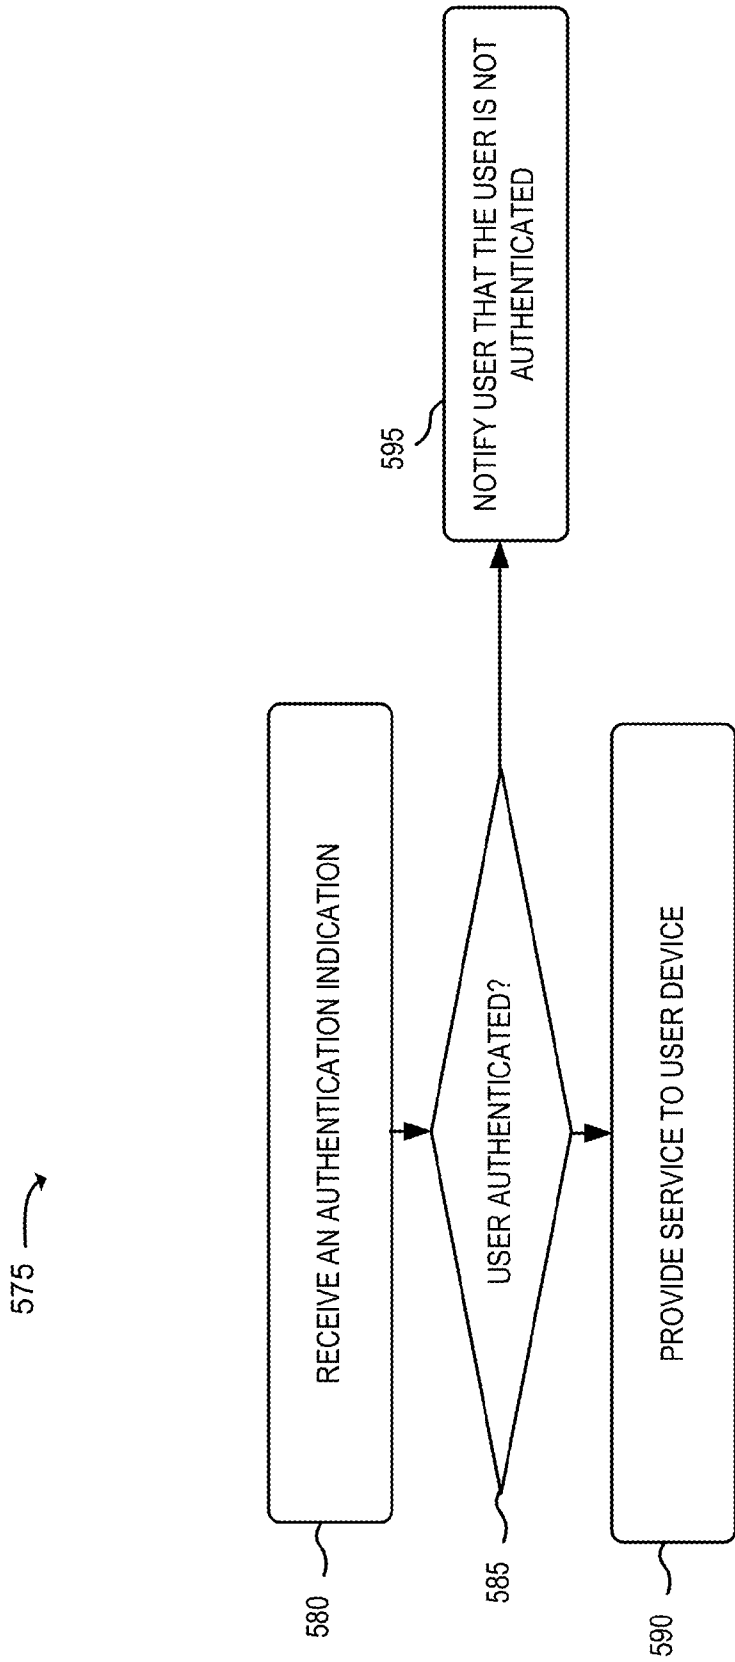 575
580
RECEIVE AN AUTHENTICATION INDICATION
585
USER AUTHENTICATED?
595
NOTIFY USER THAT THE USER IS NOT
AUTHENTICATED
590
PROVIDE SERVICE TO USER DEVICE